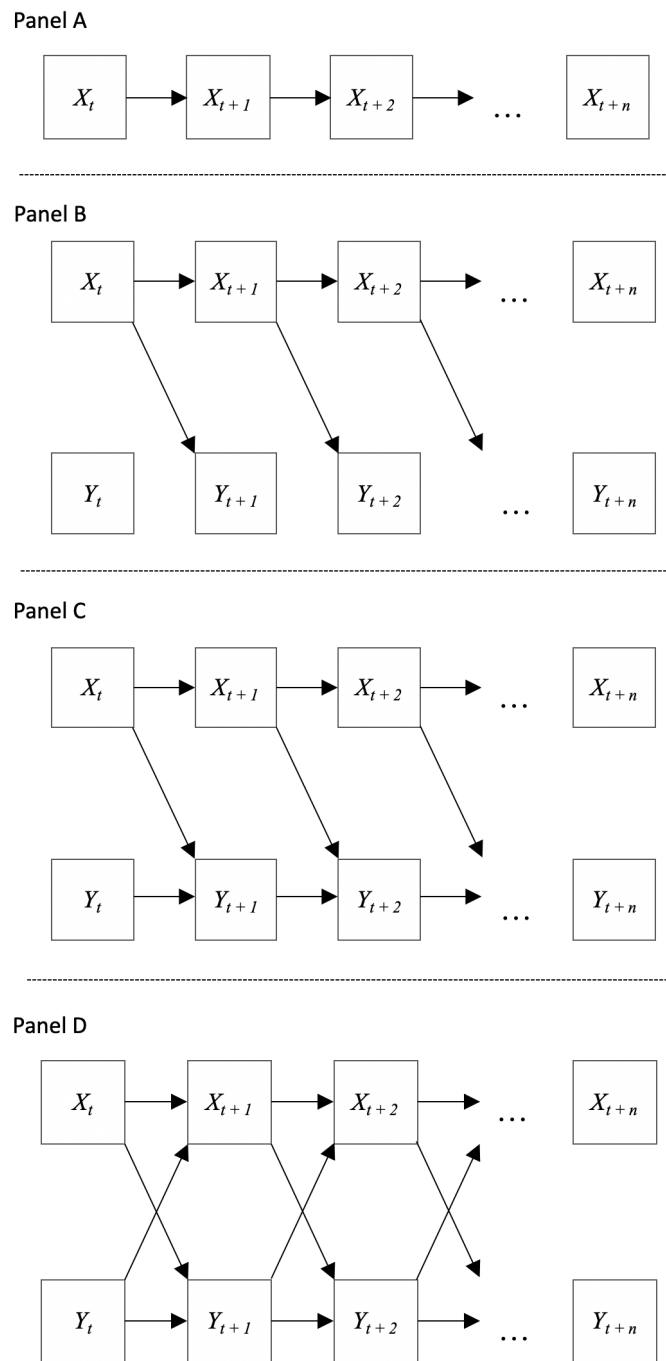 Panel A
X_t X_{t+1} X_{t+2} ... X_{t+n}
Panel B
X_t X_{t+1} X_{t+2} ... X_{t+n}
Y_t Y_{t+1} Y_{t+2} ... Y_{t+n}
Panel C
X_t X_{t+1} X_{t+2} ... X_{t+n}
Y_t Y_{t+1} Y_{t+2} ... Y_{t+n}
Panel D
X_t X_{t+1} X_{t+2} ... X_{t+n}
Y_t Y_{t+1} Y_{t+2} ... Y_{t+n}